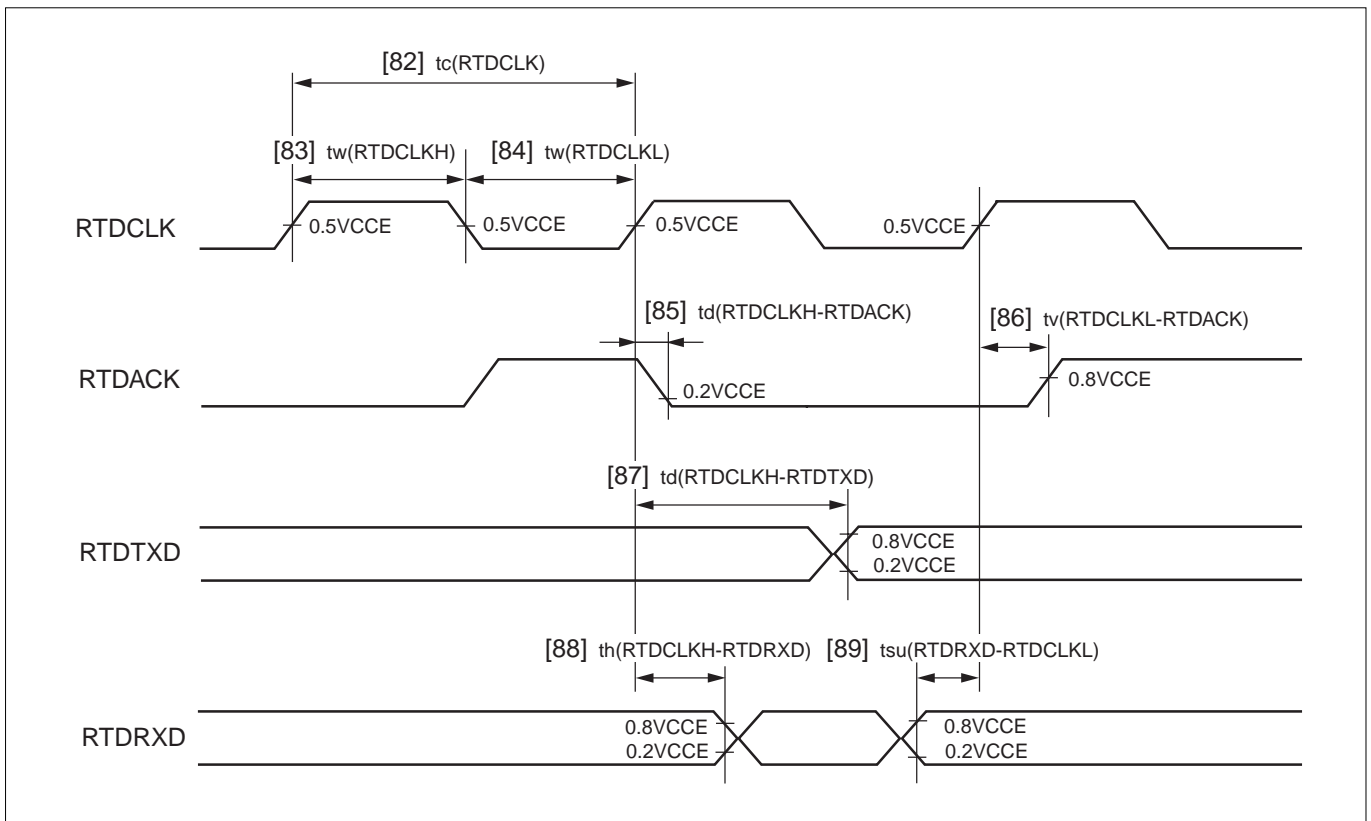 [82] tc(RTDCLK)
[83] tw(RTDCLKH) [84] tw(RTDCLKL)
RTDCLK 0.5VCCE 0.5VCCE 0.5VCCE 0.5VCCE
[85] td(RTDCLKH-RTDACK) [86] tv(RTDCLKL-RTDACK)
RTDACK 0.2VCCE 0.8VCCE
[87] td(RTDCLKH-RTDTXD)
RTDTXD 0.8VCCE
0.2VCCE
[88] th(RTDCLKH-RTDRXD) [89] tsu(RTDRXD-RTDCLKL)
RTDRXD 0.8VCCE 0.8VCCE
0.2VCCE 0.2VCCE